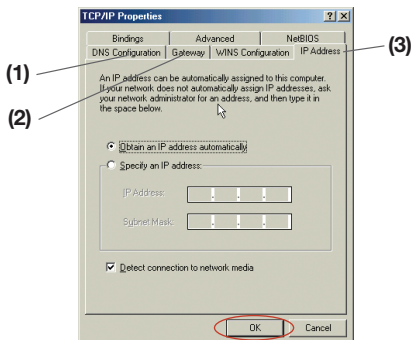 TCP/IP Properties
Bindings Advanced NetBIOS
DNS Configuration Gateway WINS Configuration IP Address
(1)
(2)
(3)
An IP address can be automatically assigned to this computer.
If your network does not automatically assign IP addresses, ask
your network administrator for an address, and then type it in
the space below.
Obtain an IP address automatically
Specify an IP address:
IP Address:
Subnet Mask:
Detect connection to network media
OK Cancel